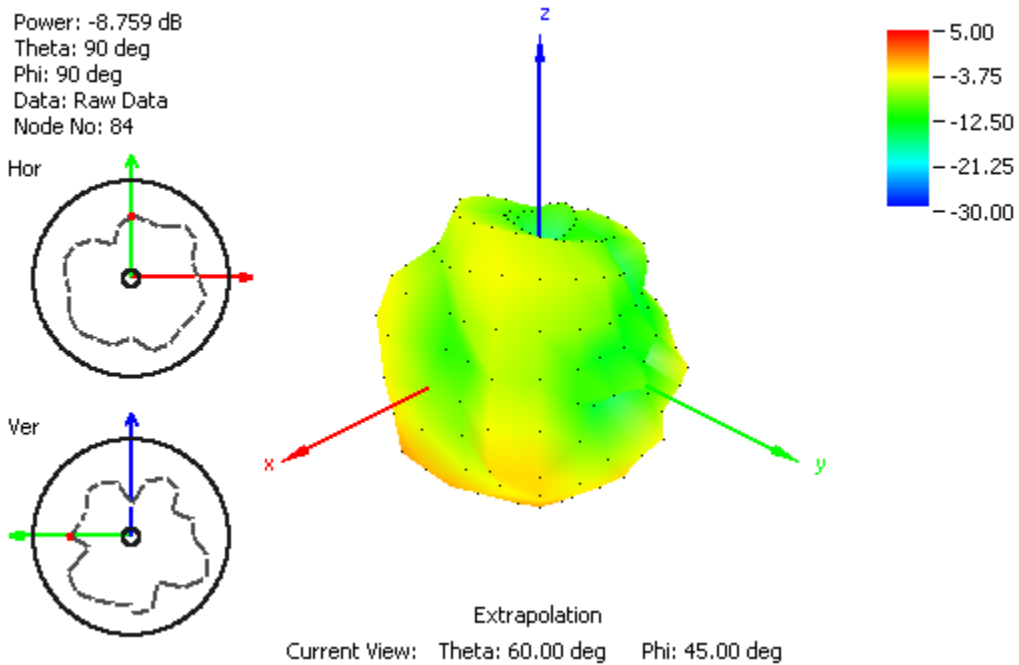 Power: -8.759 dB
Theta: 90 deg
Phi: 90 deg
Data: Raw Data
Node No: 84
Hor
Ver
z
x
y
5.00
-3.75
-12.50
-21.25
-30.00
Extrapolation
Current View: Theta: 60.00 deg Phi: 45.00 deg